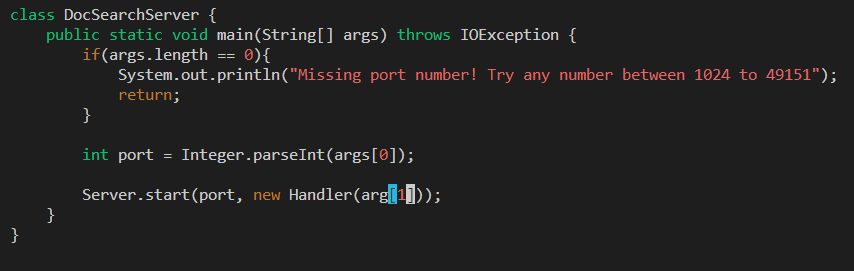 class DocSearchServer {
    public static void main(String[] args) throws IOException {
        if(args.length == 0){
            System.out.println("Missing port number! Try any number between 1024 to 49151");
            return;
        }

        int port = Integer.parseInt(args[0]);

        Server.start(port, new Handler(arg[1]));
    }
}